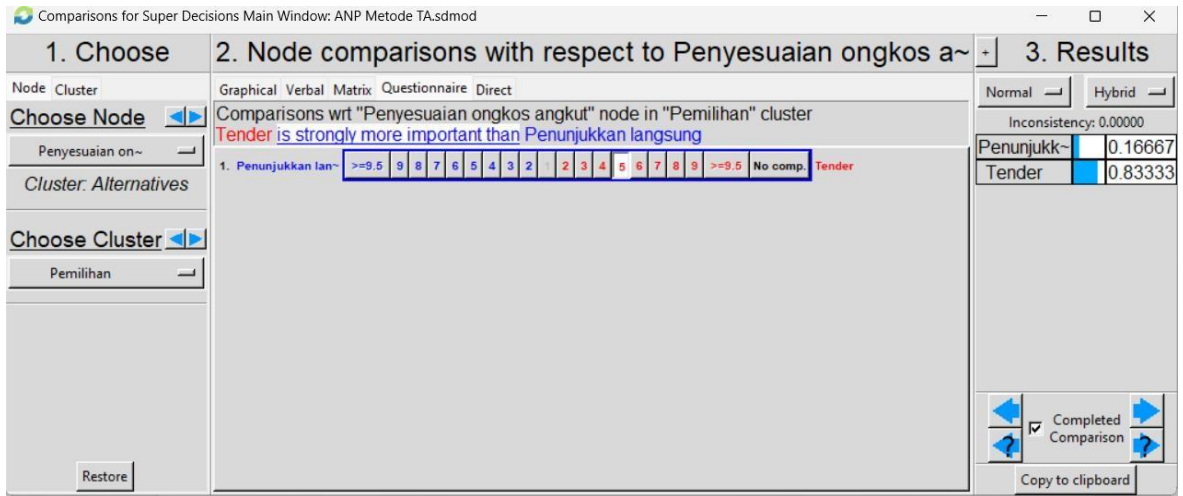 Comparisons for Super Decisions Main Window: ANP Metode TA.sdmod
1. Choose
Node Cluster
Choose Node
Penyesuaian on~
Cluster: Alternatives
Choose Cluster
Pemilihan
Restore
2. Node comparisons with respect to Penyesuaian ongkos a~
Graphical Verbal Matrix Questionnaire Direct
Comparisons wrt "Penyesuaian ongkos angkut" node in "Pemilihan" cluster
Tender is strongly more important than Penunjukkan langsung
1. Penunjukkan lan~ >=9.5 9 8 7 6 5 4 3 2 1 2 3 4 5 6 7 8 9 >=9.5 No comp. Tender
+ 3. Results
Normal Hybrid
Inconsistency: 0.00000
Penunjukk~ 0.16667
Tender 0.83333
Completed
Comparison
? ?
Copy to clipboard